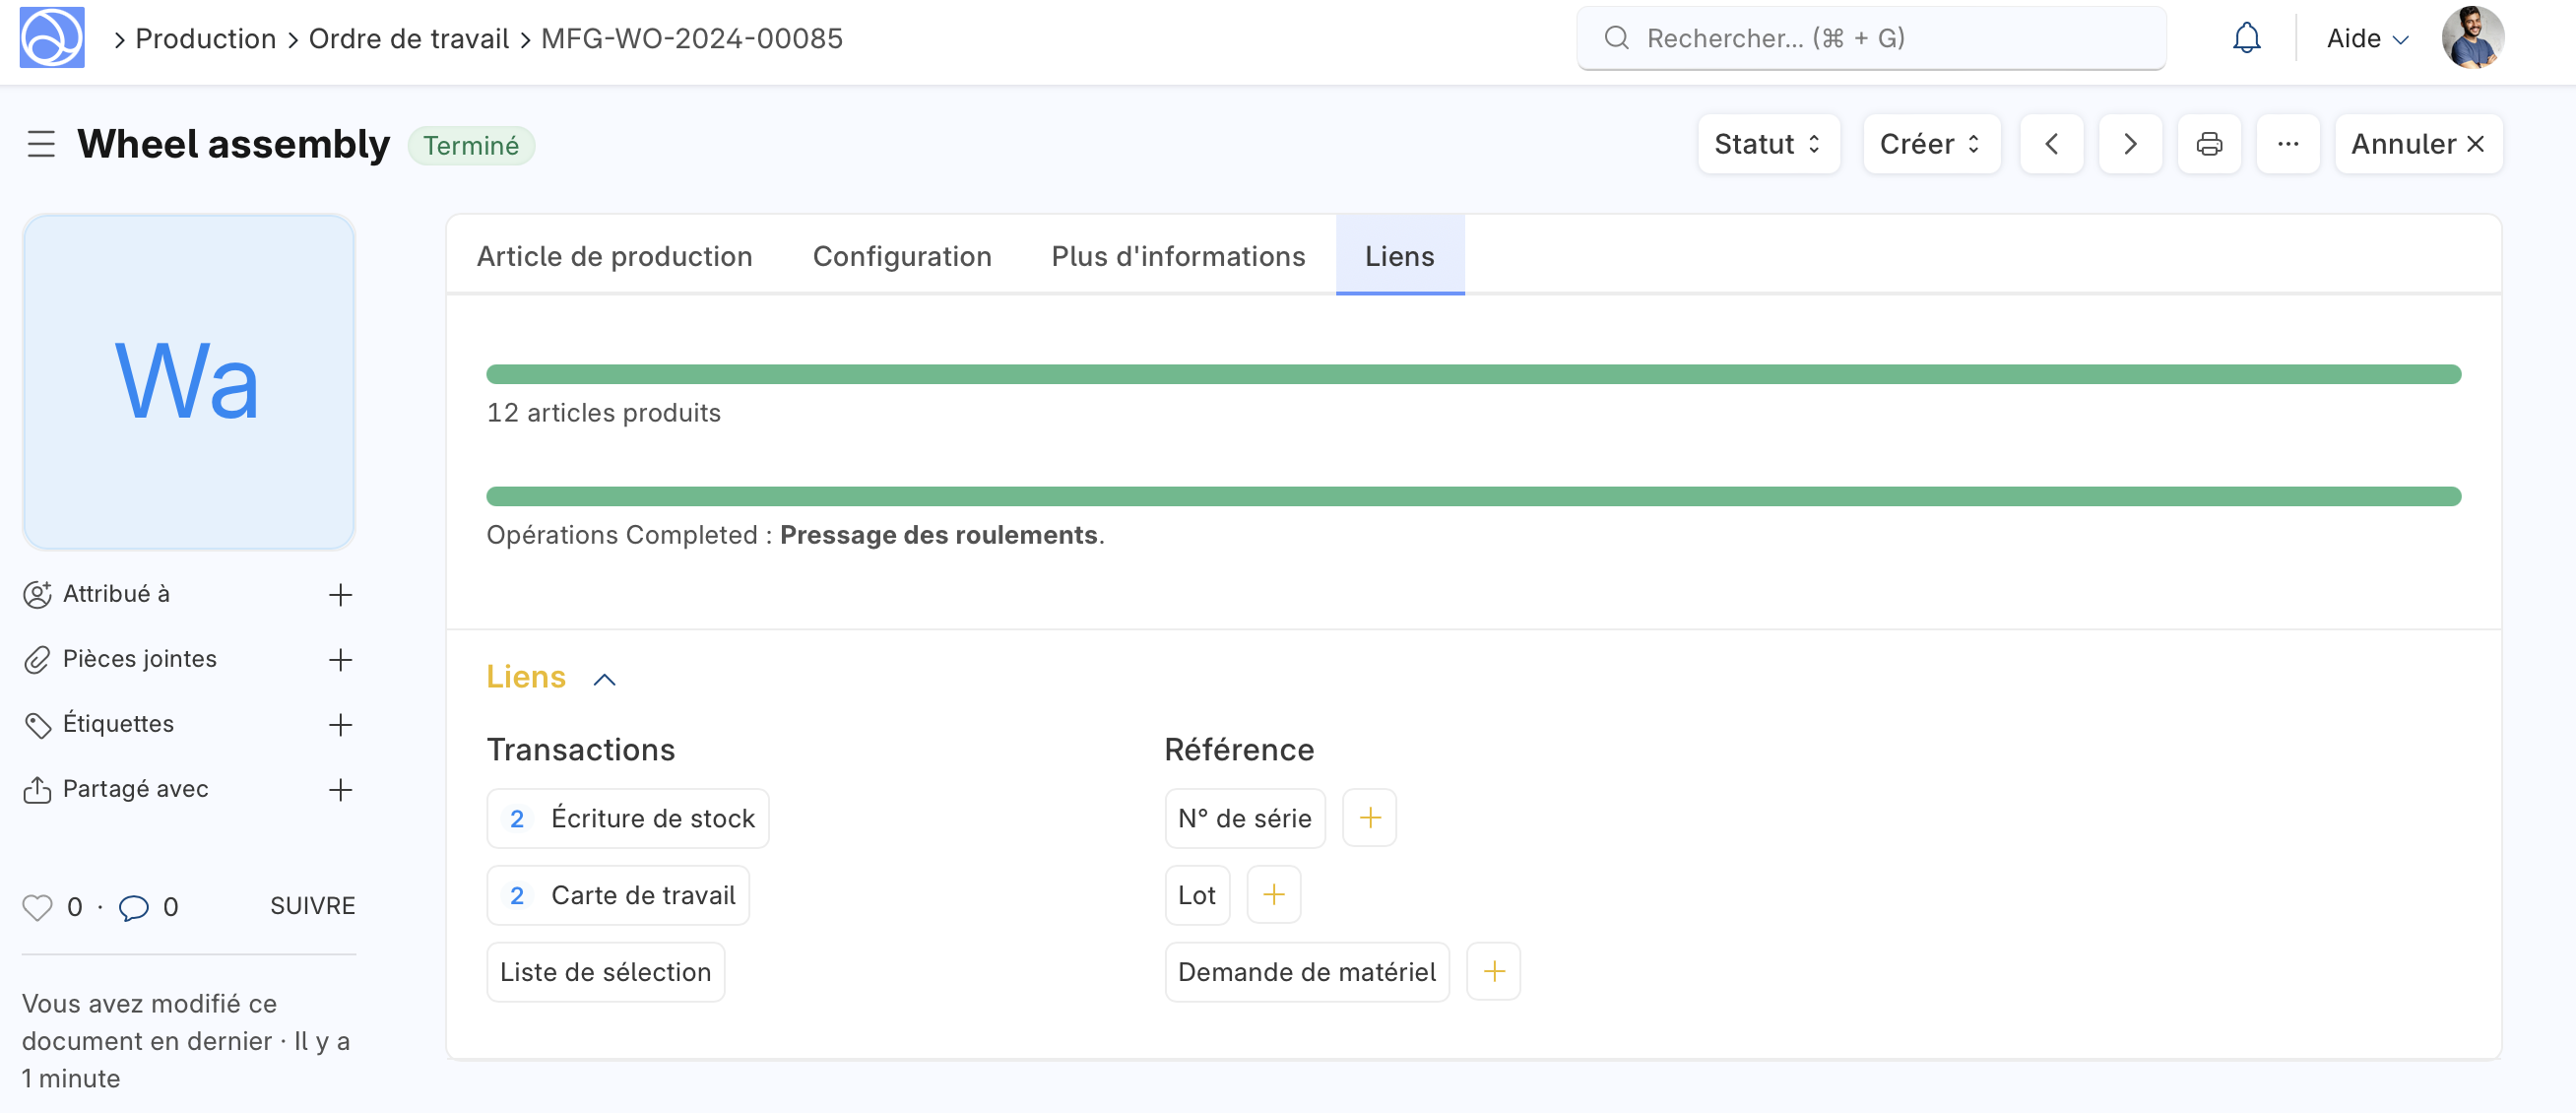 Production > Ordre de travail > MFG-WO-2024-00085
Rechercher... (⌘ + G)
Aide
Wheel assembly
Terminé
Statut
Créer
...
Annuler ×
Wa
Article de production
Configuration
Plus d'informations
Liens
12 articles produits
Opérations Completed : Pressage des roulements.
Attribué à
Pièces jointes
Étiquettes
Partagé avec
0 · 0
SUIVRE
Vous avez modifié ce
document en dernier · Il y a
1 minute
Liens
Transactions
2 Écriture de stock
2 Carte de travail
Liste de sélection
Référence
N° de série
Lot
Demande de matériel